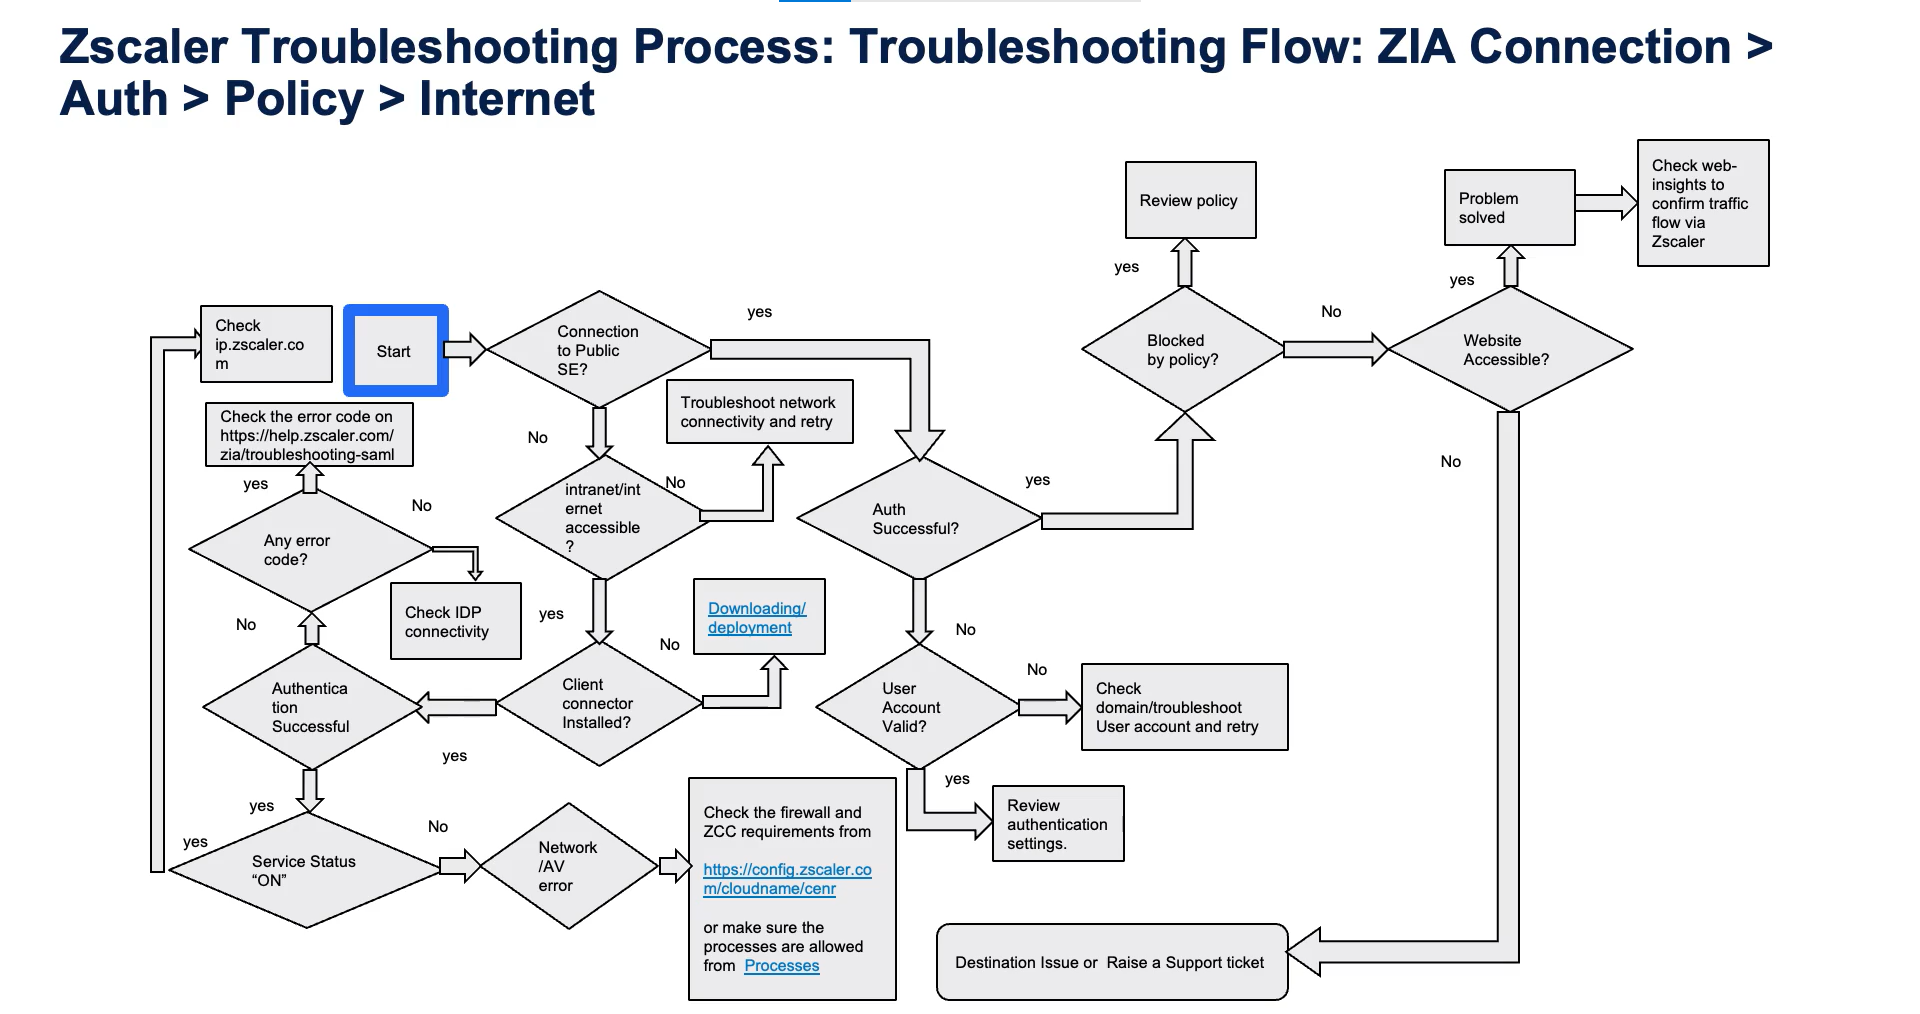 Zscaler Troubleshooting Process: Troubleshooting Flow: ZIA Connection >
Auth > Policy > Internet
Check
ip.zscaler.co
m
Start
Connection
to Public
SE?
yes
No
Troubleshoot network
connectivity and retry
Check the error code on
https://help.zscaler.com/
zia/troubleshooting-saml
yes
No
Any error
code?
Check IDP
connectivity
No
intranet/int
ernet
accessible
?
No
yes
Downloading/
deployment
No
Client
connector
Installed?
yes
Authentica
tion
Successful
yes
yes
Service Status
“ON”
No
Network
/AV
error
Check the firewall and
ZCC requirements from
https://config.zscaler.co
m/cloudname/cenr
or make sure the
processes are allowed
from Processes
Auth
Successful?
yes
No
User
Account
Valid?
No
Check
domain/troubleshoot
User account and retry
yes
Review
authentication
settings.
Review policy
yes
Blocked
by policy?
No
Website
Accessible?
yes
Problem
solved
Check web-
insights to
confirm traffic
flow via
Zscaler
No
Destination Issue or Raise a Support ticket